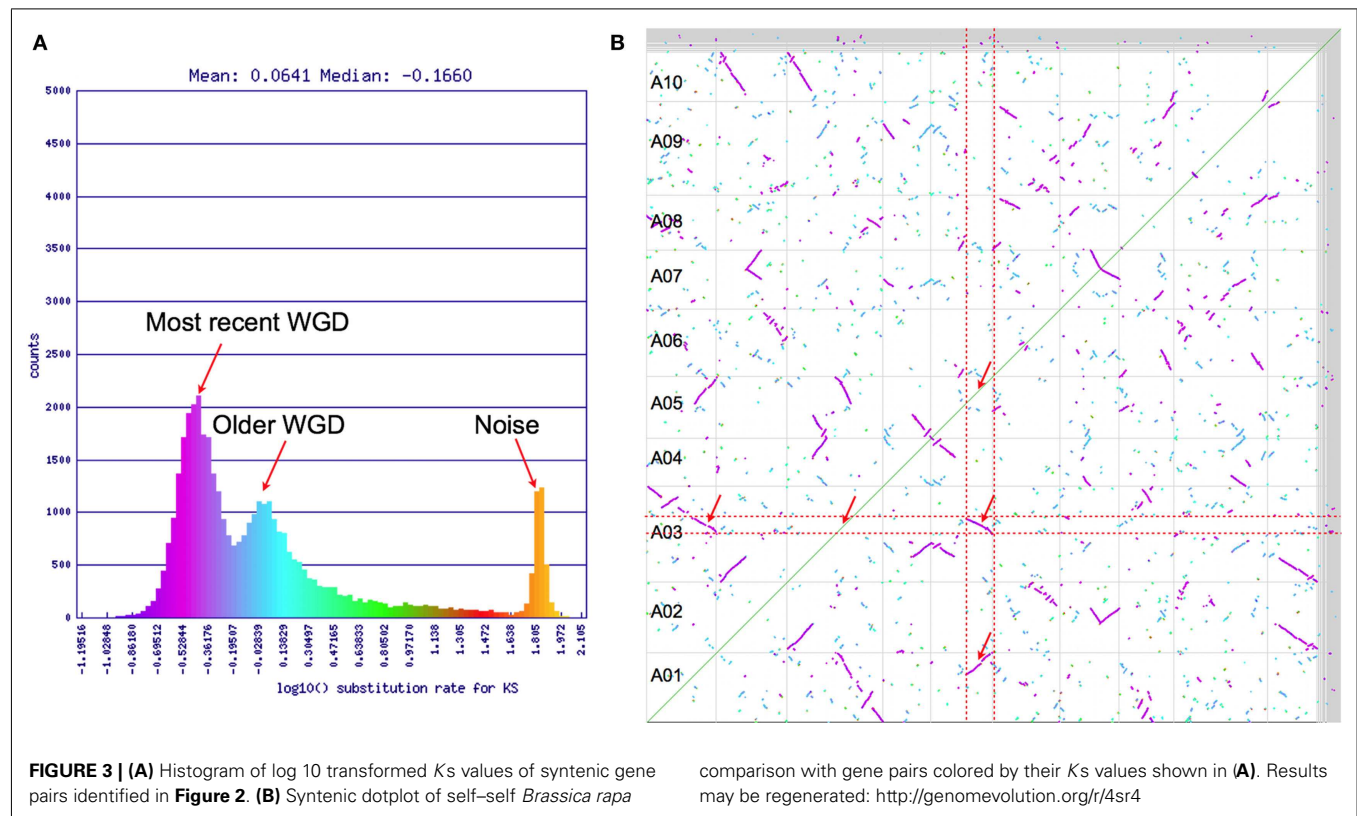 A
Mean: 0.0641 Median: -0.1660
5000
4500
4000
3500
3000
2500
2000
1500
1000
500
0
counts
Most recent WGD
Older WGD
Noise
-1.19516
-1.02843
-0.86180
-0.69512
-0.52844
-0.36176
-0.19507
-0.02839
0.13829
0.30497
0.47165
0.63833
0.80502
0.97170
1.138
1.305
1.472
1.638
1.805
1.972
2.105
log10() substitution rate for KS
B
A10
A09
A08
A07
A06
A05
A04
A03
A02
A01
FIGURE 3 | (A) Histogram of log 10 transformed Ks values of syntenic gene
pairs identified in Figure 2. (B) Syntenic dotplot of self–self Brassica rapa
comparison with gene pairs colored by their Ks values shown in (A). Results
may be regenerated: http://genomevolution.org/r/4sr4